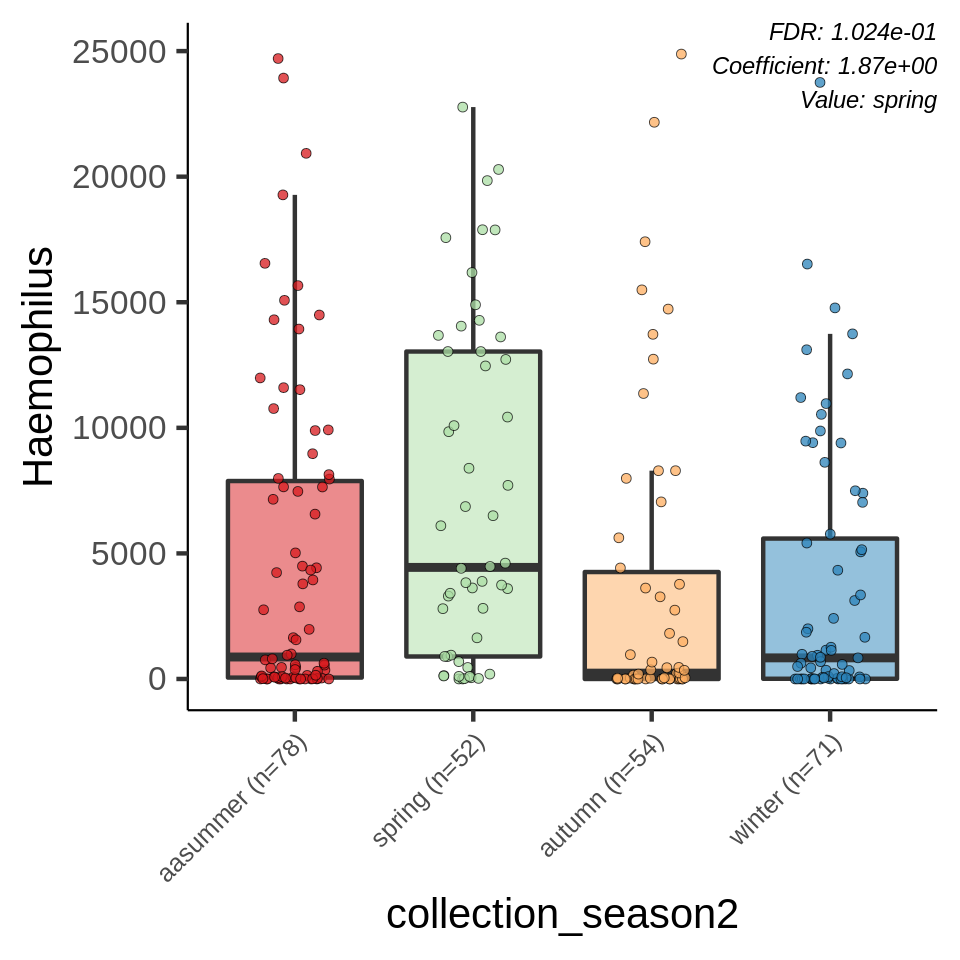 FDR: 1.024e-01
Coefficient: 1.87e+00
Value: spring
25000
20000
15000
10000
5000
0
Haemophilus
aasummer (n=78)
spring (n=52)
autumn (n=54)
winter (n=71)
collection_season2